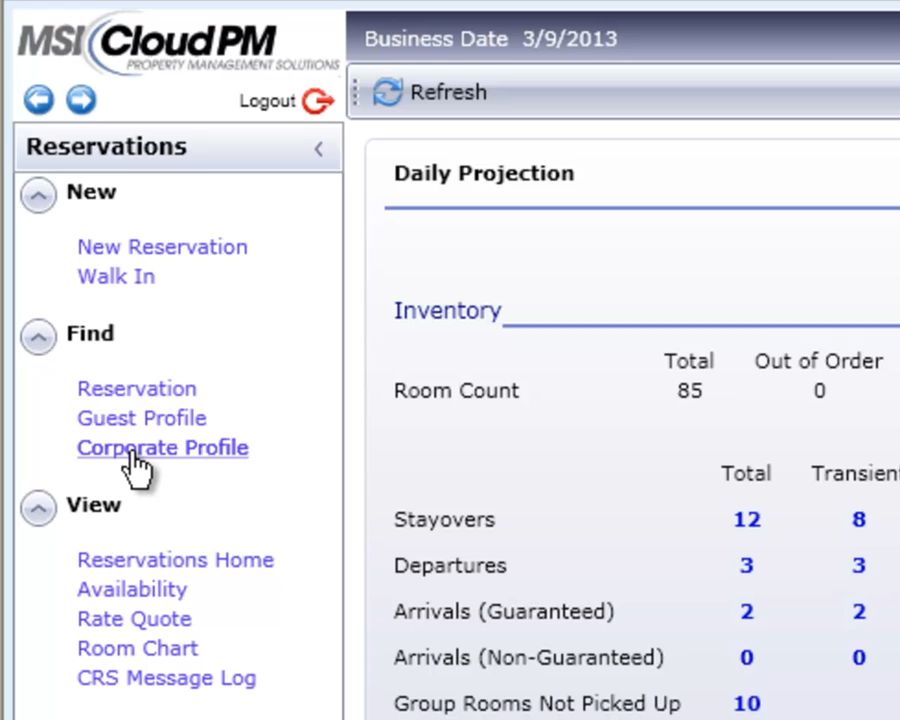 MSI CloudPM
PROPERTY MANAGEMENT SOLUTIONS
Logout
Reservations
New
New Reservation
Walk In
Find
Reservation
Guest Profile
Corporate Profile
View
Reservations Home
Availability
Rate Quote
Room Chart
CRS Message Log
Business Date 3/9/2013
Refresh
Daily Projection
Inventory
Total Out of Order
Room Count 85 0
Total Transient
Stayovers 12 8
Departures 3 3
Arrivals (Guaranteed) 2 2
Arrivals (Non-Guaranteed) 0 0
Group Rooms Not Picked Up 10